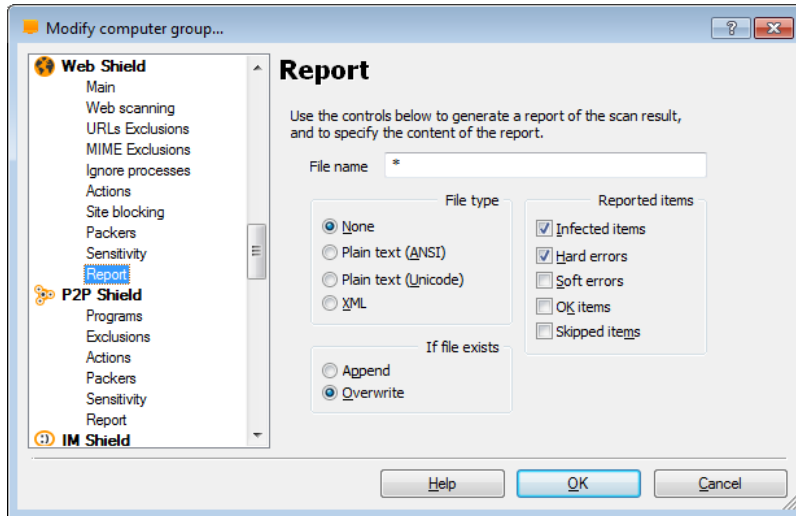 Modify computer group...
Web Shield
Main
Web scanning
URLs Exclusions
MIME Exclusions
Ignore processes
Actions
Site blocking
Packers
Sensitivity
Report
P2P Shield
Programs
Exclusions
Actions
Packers
Sensitivity
Report
IM Shield
Report
Use the controls below to generate a report of the scan result,
and to specify the content of the report.
File name *
File type
None
Plain text (ANSI)
Plain text (Unicode)
XML
If file exists
Append
Overwrite
Reported items
Infected items
Hard errors
Soft errors
OK items
Skipped items
Help OK Cancel